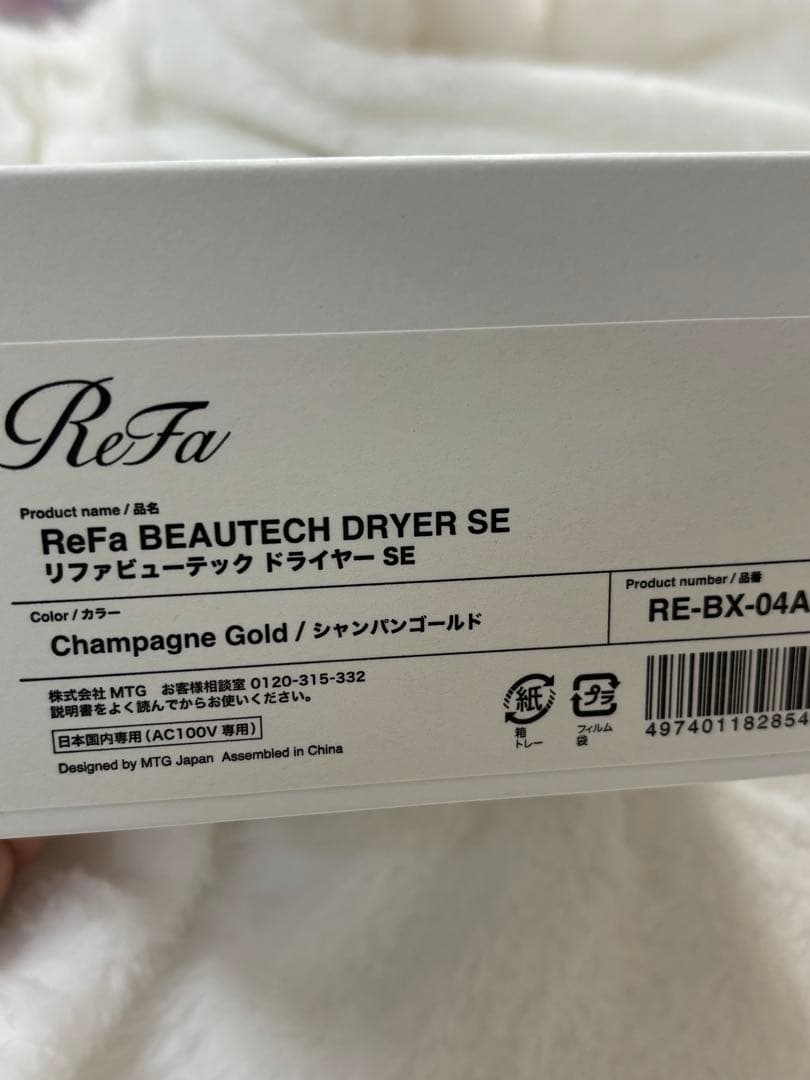 ReFa
Product name / 品名
ReFa BEAUTECH DRYER SE
リファビューテック ドライヤー SE
Color / カラー
Champagne Gold / シャンパンゴールド
Product number / 品番
RE-BX-04A
株式会社 MTG お客様相談室 0120-315-332
説明書をよく読んでからお使いください。
日本国内専用(AC100V 専用)
Designed by MTG Japan Assembled in China
紙
箱
トレー
プラ
フィルム
袋
497401182854